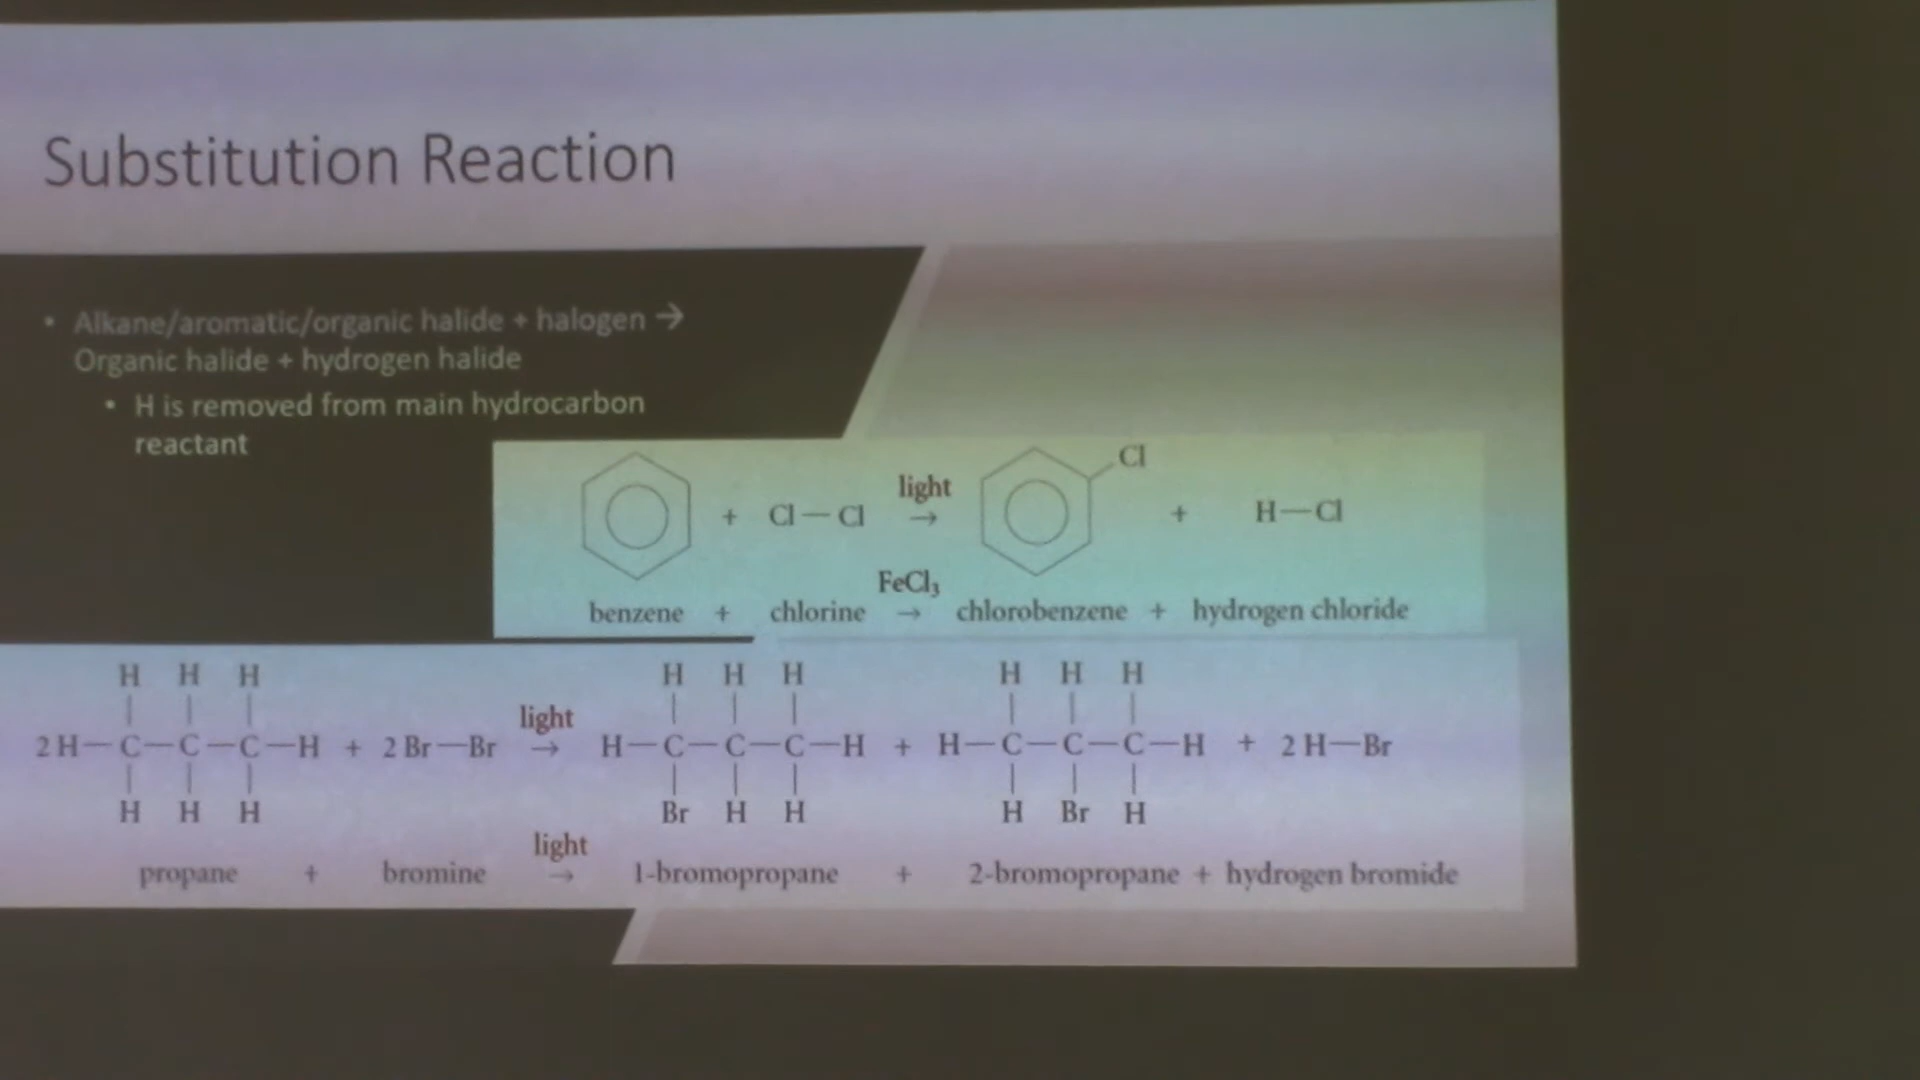 Substitution Reaction
• Alkane/aromatic/organic halide + halogen →
Organic halide + hydrogen halide
• H is removed from main hydrocarbon
reactant
Cl
light
+ Cl—Cl → + H—Cl
FeCl₃
benzene + chlorine → chlorobenzene + hydrogen chloride
H H H H H H H H H
| | | | | | | | |
light
2 H—C—C—C—H + 2 Br—Br → H—C—C—C—H + H—C—C—C—H + 2 H—Br
| | | | | | | | |
H H H Br H H H Br H
light
propane + bromine → 1-bromopropane + 2-bromopropane + hydrogen bromide